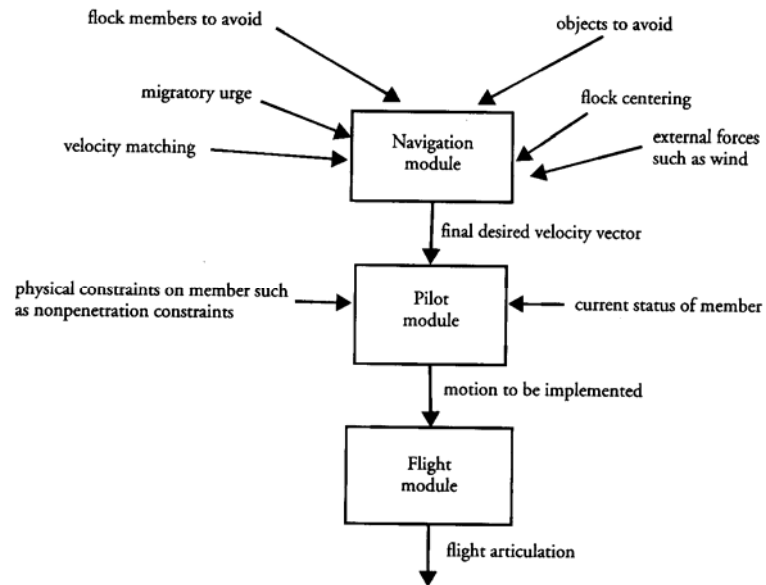 flock members to avoid
objects to avoid
migratory urge
flock centering
velocity matching
Navigation
module
external forces
such as wind
final desired velocity vector
physical constraints on member such
as nonpenetration constraints
Pilot
module
current status of member
motion to be implemented
Flight
module
flight articulation